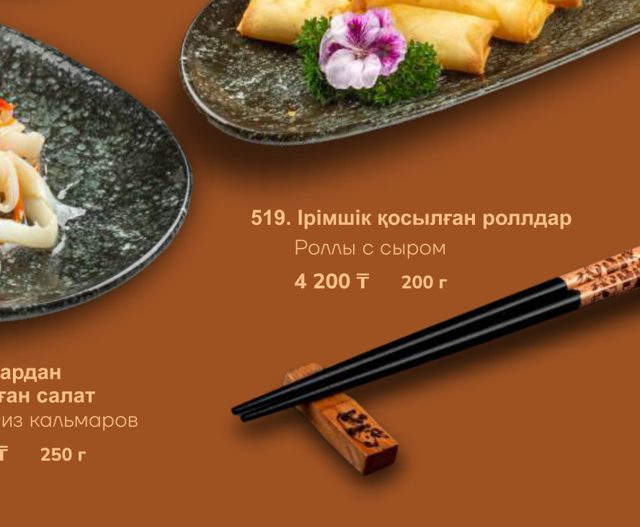 519. Ірімшік қосылған роллдар
Роллы с сыром
4 200 ₸ 200 г
ардан
ған салат
из кальмаров
₸ 250 г